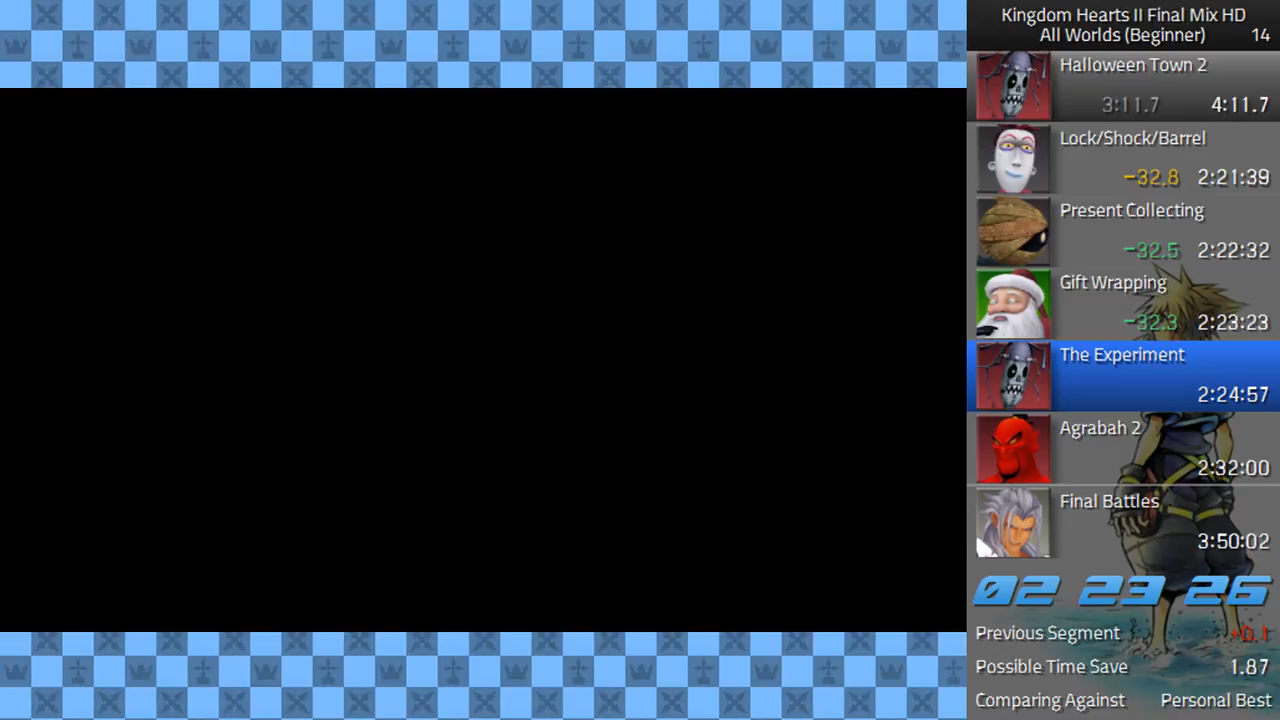 Kingdom Hearts II Final Mix HD
All Worlds (Beginner) 14
Halloween Town 2
3:11.7 4:11.7
Lock/Shock/Barrel
-32.8 2:21:39
Present Collecting
-32.5 2:22:32
Gift Wrapping
-32.3 2:23:23
The Experiment
2:24:57
Agrabah 2
2:32:00
Final Battles
3:50:02
02 23 26
Previous Segment +0.1
Possible Time Save 1.87
Comparing Against Personal Best